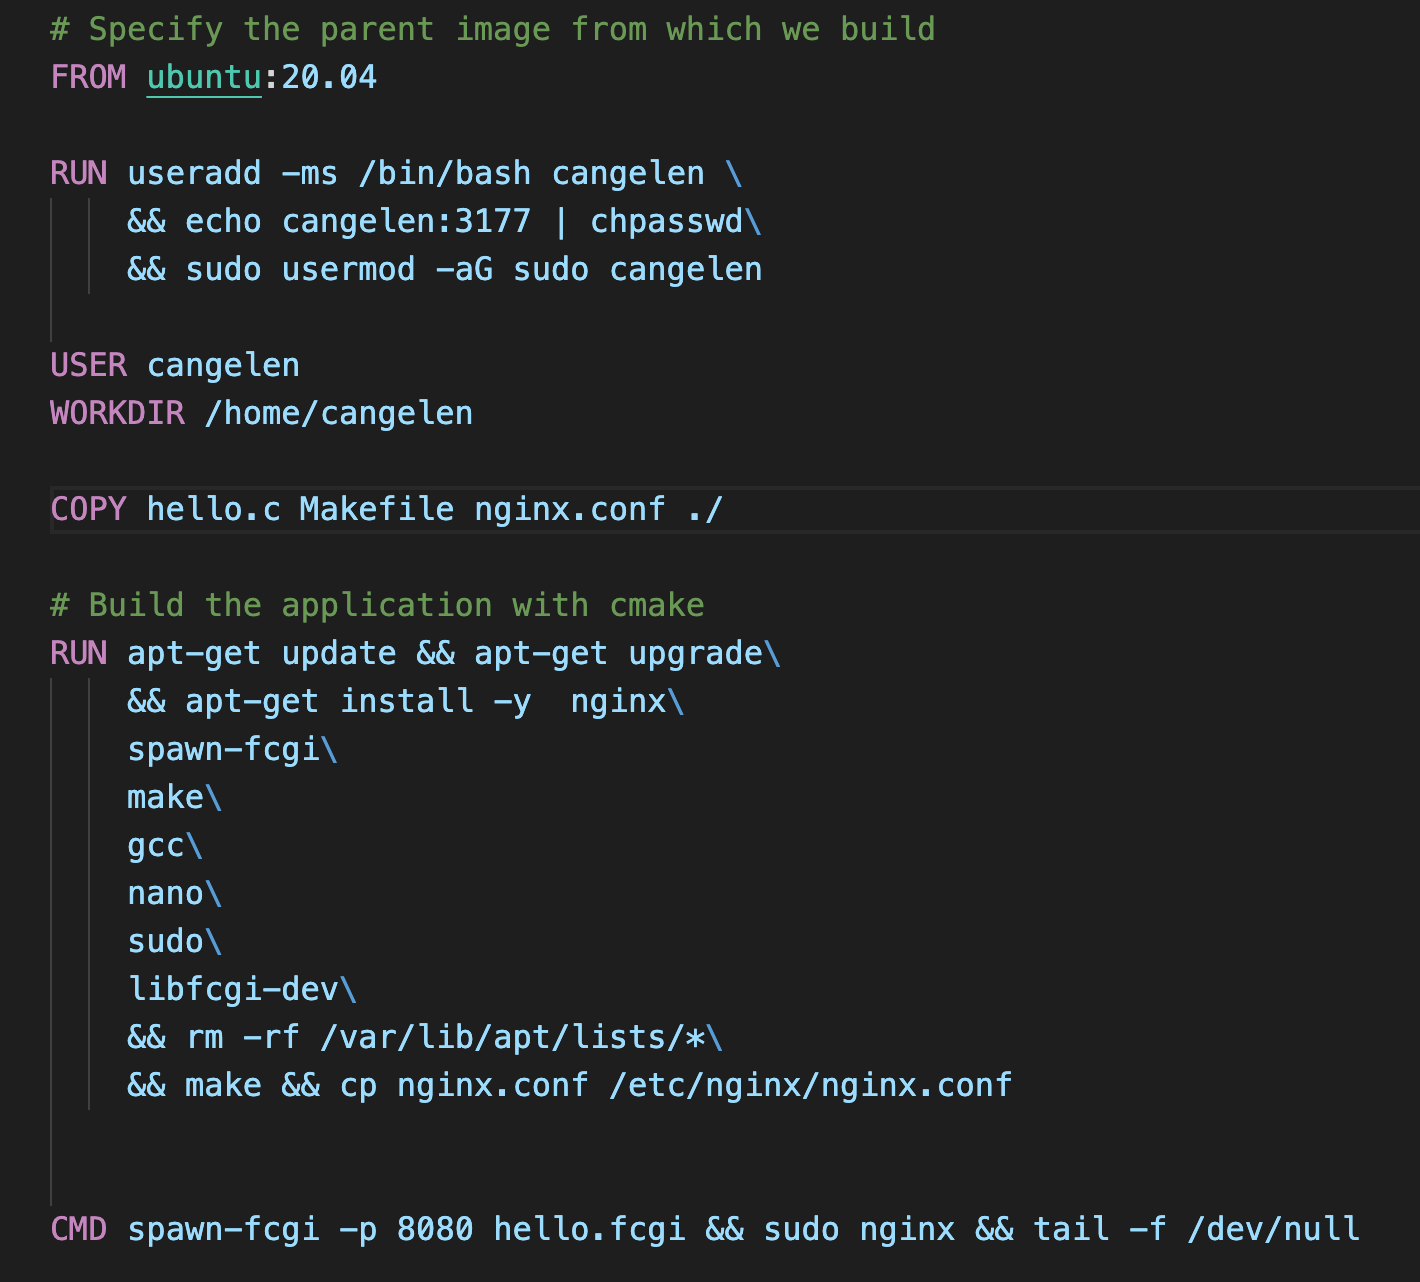 # Specify the parent image from which we build
FROM ubuntu:20.04
RUN useradd -ms /bin/bash cangelen \
&& echo cangelen:3177 | chpasswd\
&& sudo usermod -aG sudo cangelen
USER cangelen
WORKDIR /home/cangelen
COPY hello.c Makefile nginx.conf ./
# Build the application with cmake
RUN apt-get update && apt-get upgrade\
&& apt-get install -y  nginx\
spawn-fcgi\
make\
gcc\
nano\
sudo\
libfcgi-dev\
&& rm -rf /var/lib/apt/lists/*\
&& make && cp nginx.conf /etc/nginx/nginx.conf
CMD spawn-fcgi -p 8080 hello.fcgi && sudo nginx && tail -f /dev/null